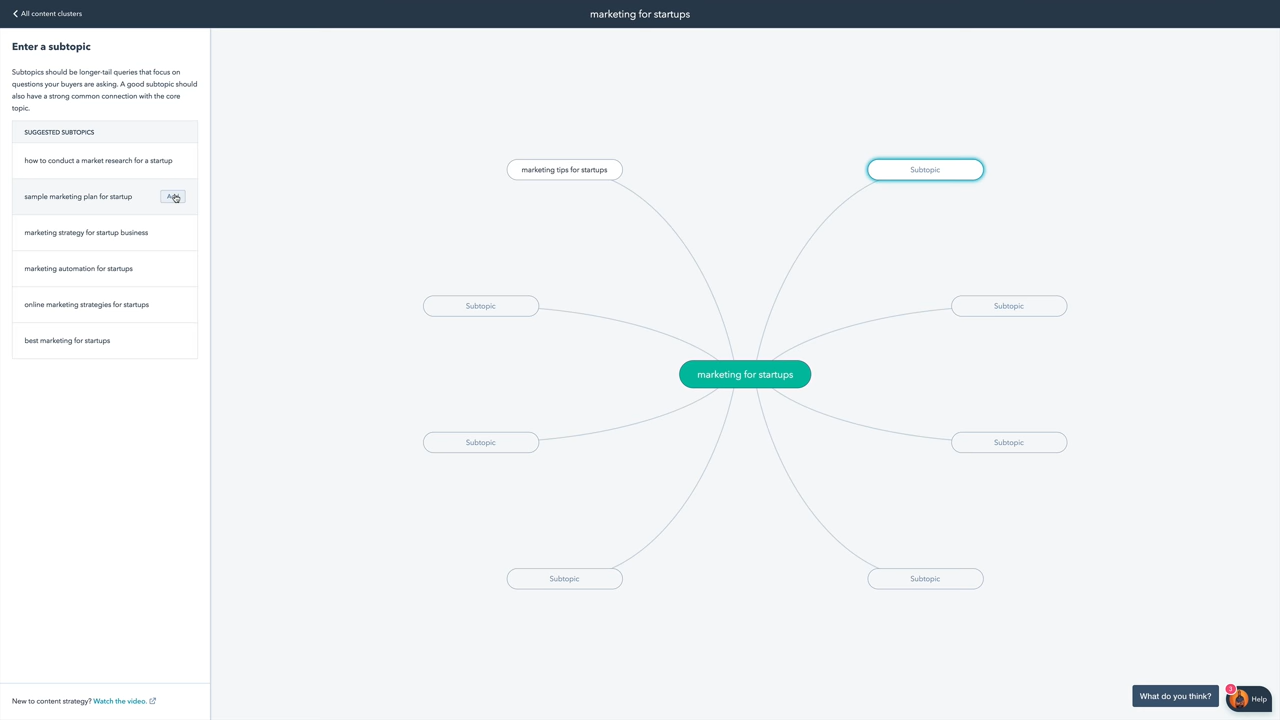 All content clusters
marketing for startups
Enter a subtopic
Subtopics should be longer-tail queries that focus on
questions your buyers are asking. A good subtopic should
also have a strong common connection with the core
topic.
SUGGESTED SUBTOPICS
how to conduct a market research for a startup
sample marketing plan for startup
marketing strategy for startup business
marketing automation for startups
online marketing strategies for startups
best marketing for startups
marketing tips for startups
Subtopic
Subtopic
Subtopic
marketing for startups
Subtopic
Subtopic
Subtopic
Subtopic
New to content strategy? Watch the video.
What do you think?
3
Help